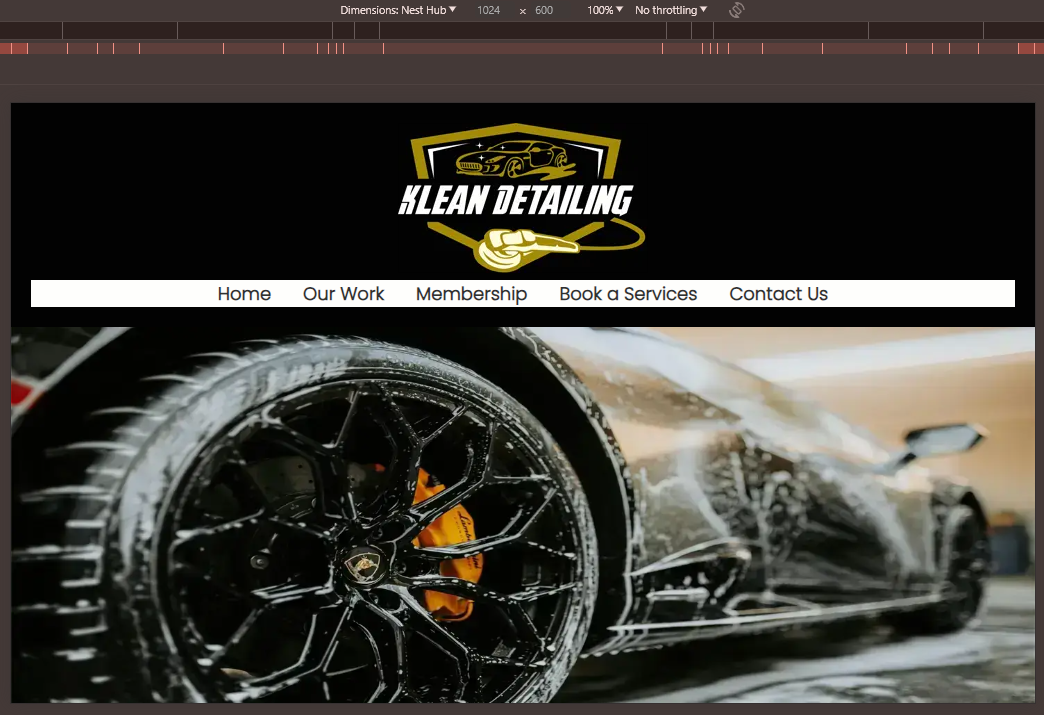 Dimensions: Nest Hub 1024 × 600 100% No throttling
KLEAN DETAILING
Home Our Work Membership Book a Services Contact Us